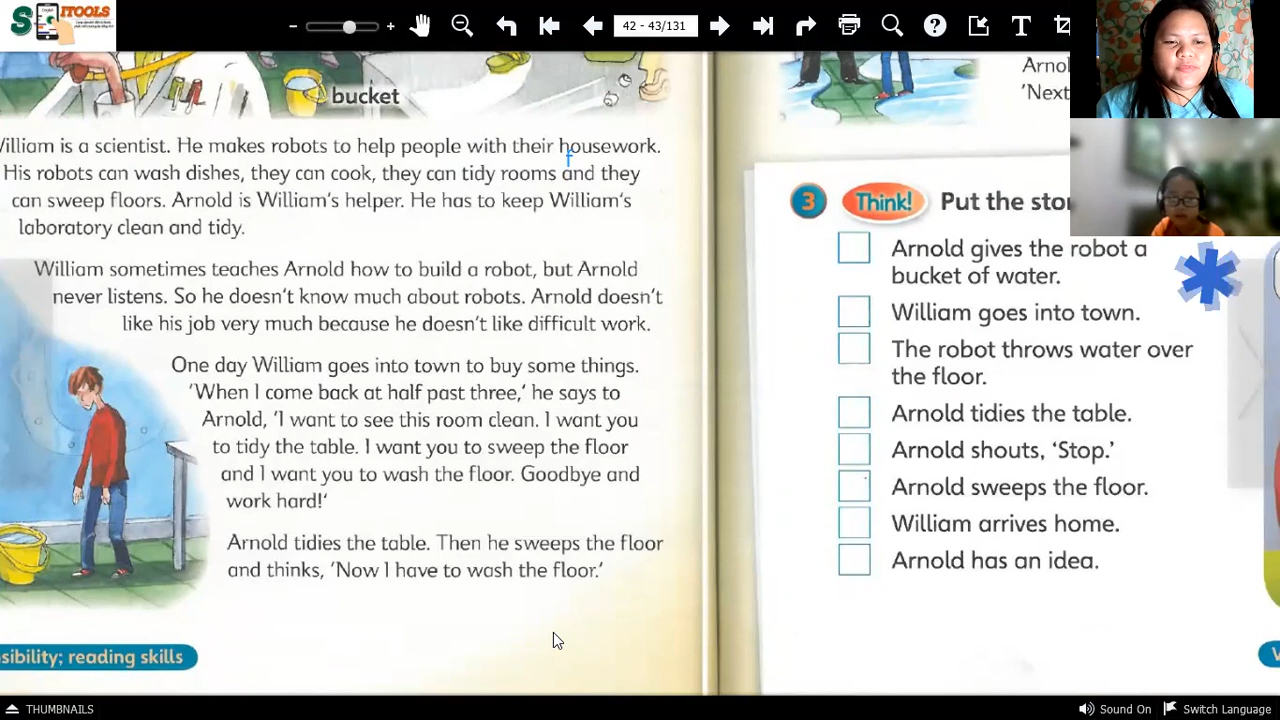 S ITOOLS
42 - 43/131
bucket
William is a scientist. He makes robots to help people with their housework.
f
His robots can wash dishes, they can cook, they can tidy rooms and they
can sweep floors. Arnold is William's helper. He has to keep William's
laboratory clean and tidy.
William sometimes teaches Arnold how to build a robot, but Arnold
never listens. So he doesn't know much about robots. Arnold doesn't
like his job very much because he doesn't like difficult work.
One day William goes into town to buy some things.
'When I come back at half past three,' he says to
Arnold, 'I want to see this room clean. I want you
to tidy the table. I want you to sweep the floor
and I want you to wash the floor. Goodbye and
work hard!'
Arnold tidies the table. Then he sweeps the floor
and thinks, 'Now I have to wash the floor.'
sibility; reading skills
Arnol
'Next
3 Think! Put the stor
Arnold gives the robot a
bucket of water.
William goes into town.
The robot throws water over
the floor.
Arnold tidies the table.
Arnold shouts, 'Stop.'
Arnold sweeps the floor.
William arrives home.
Arnold has an idea.
THUMBNAILS
Sound On
Switch Language